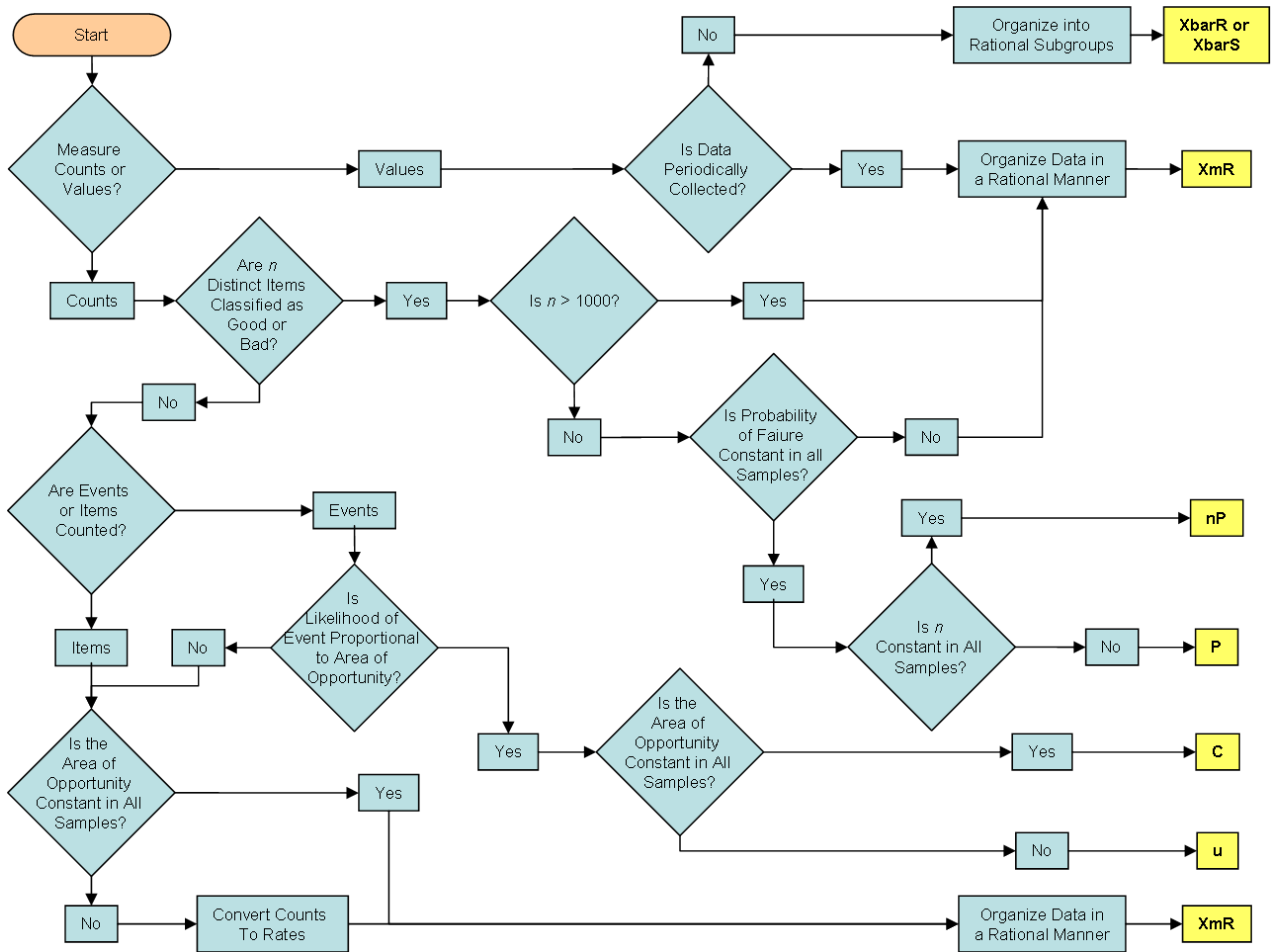 Start
No
Organize into
Rational Subgroups
XbarR or
XbarS
Measure
Counts or
Values?
Values
Is Data
Periodically
Collected?
Yes
Organize Data in
a Rational Manner
XmR
Counts
Are n
Distinct Items
Classified as
Good or
Bad?
Yes
Is n > 1000?
Yes
No
No
Is Probability
of Faiure
Constant in all
Samples?
No
Are Events
or Items
Counted?
Events
Yes
nP
Yes
Is n
Constant in All
Samples?
No
P
Items
No
Is
Likelihood of
Event Proportional
to Area of
Opportunity?
Yes
Is the
Area of
Opportunity
Constant in All
Samples?
Yes
C
No
u
Is the
Area of
Opportunity
Constant in All
Samples?
Yes
No
Convert Counts
To Rates
Organize Data in
a Rational Manner
XmR